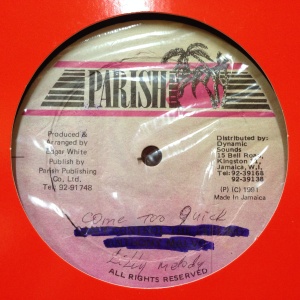 PARISH
Produced &
Arranged by
Edgar White
Publish by
Parish Publishing
Co., Ltd.
Tel. 92-91748
Distributed by:
Dynamic
Sounds
15 Bell Road,
Kingston 11,
Jamaica, W.I.
Tel: 92-39168
92-39138
(P) (C) 1981
Made In Jamaica
Come Too Quick
Melody
ALL RIGHTS RESERVED